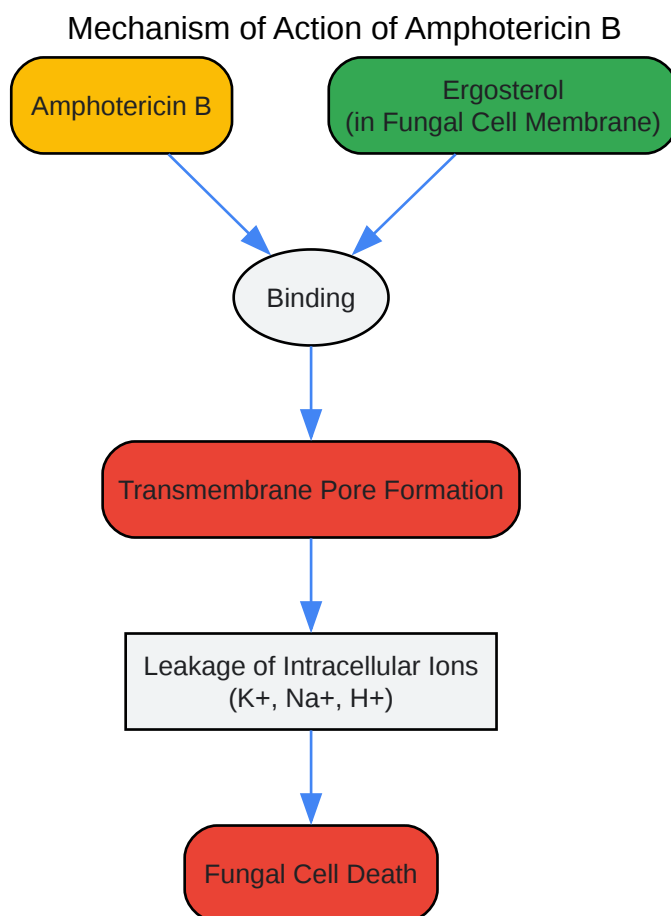 Mechanism of Action of Amphotericin B
Amphotericin B
Ergosterol
(in Fungal Cell Membrane)
Binding
Transmembrane Pore Formation
Leakage of Intracellular Ions
(K+, Na+, H+)
Fungal Cell Death